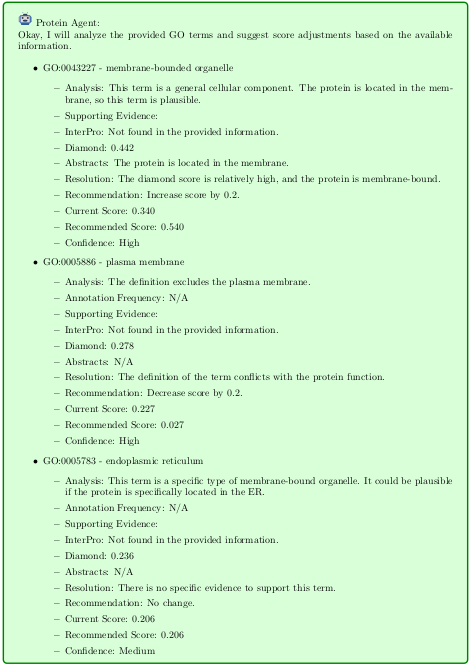 Protein Agent:
Okay, I will analyze the provided GO terms and suggest score adjustments based on the available
information.
• GO:0043227 - membrane-bounded organelle
– Analysis: This term is a general cellular component. The protein is located in the mem-
brane, so this term is plausible.
– Supporting Evidence:
– InterPro: Not found in the provided information.
– Diamond: 0.442
– Abstracts: The protein is located in the membrane.
– Resolution: The diamond score is relatively high, and the protein is membrane-bound.
– Recommendation: Increase score by 0.2.
– Current Score: 0.340
– Recommended Score: 0.540
– Confidence: High
• GO:0005886 - plasma membrane
– Analysis: The definition excludes the plasma membrane.
– Annotation Frequency: N/A
– Supporting Evidence:
– InterPro: Not found in the provided information.
– Diamond: 0.278
– Abstracts: N/A
– Resolution: The definition of the term conflicts with the protein function.
– Recommendation: Decrease score by 0.2.
– Current Score: 0.227
– Recommended Score: 0.027
– Confidence: High
• GO:0005783 - endoplasmic reticulum
– Analysis: This term is a specific type of membrane-bound organelle. It could be plausible
if the protein is specifically located in the ER.
– Annotation Frequency: N/A
– Supporting Evidence:
– InterPro: Not found in the provided information.
– Diamond: 0.236
– Abstracts: N/A
– Resolution: There is no specific evidence to support this term.
– Recommendation: No change.
– Current Score: 0.206
– Recommended Score: 0.206
– Confidence: Medium